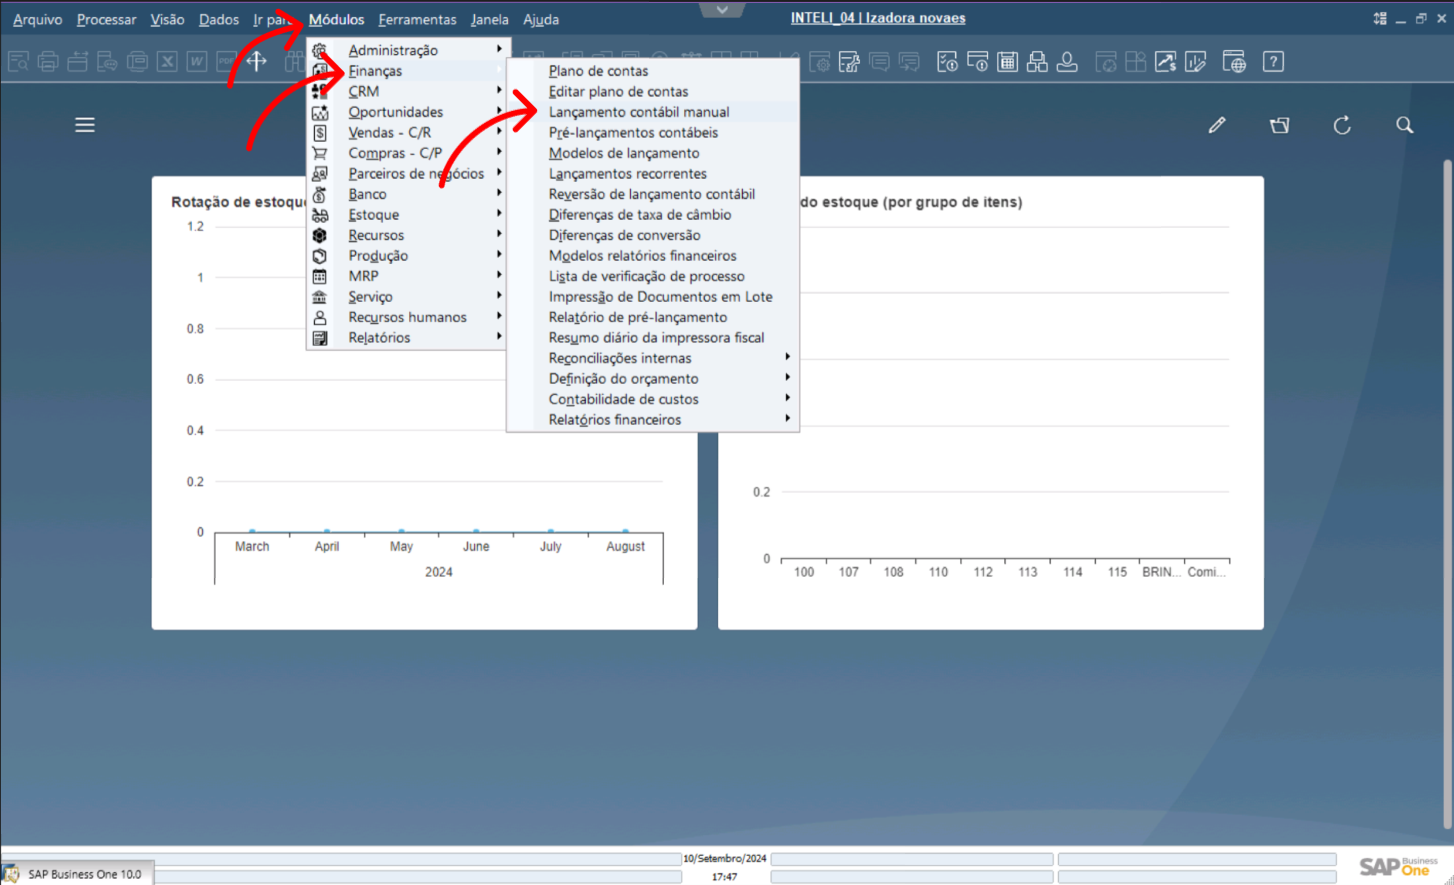 Arquivo Processar Visão Dados Ir para Módulos Ferramentas Janela Ajuda
INTELI_04 | Izadora novaes
Administração
Finanças
CRM
Oportunidades
Vendas - C/R
Compras - C/P
Parceiros de negócios
Banco
Estoque
Recursos
Produção
MRP
Serviço
Recursos humanos
Relatórios
Plano de contas
Editar plano de contas
Lançamento contábil manual
Pré-lançamentos contábeis
Modelos de lançamento
Lançamentos recorrentes
Reversão de lançamento contábil
Diferenças de taxa de câmbio
Diferenças de conversão
Modelos relatórios financeiros
Lista de verificação de processo
Impressão de Documentos em Lote
Relatório de pré-lançamento
Resumo diário da impressora fiscal
Reconciliações internas
Definição do orçamento
Contabilidade de custos
Relatórios financeiros
Rotação de estoque
1.2
1
0.8
0.6
0.4
0.2
0
March April May June July August
2024
do estoque (por grupo de itens)
0.2
0
100 107 108 110 112 113 114 115 BRIN... Comi...
10/Setembro/2024
17:47
SAP Business One 10.0
SAP Business One